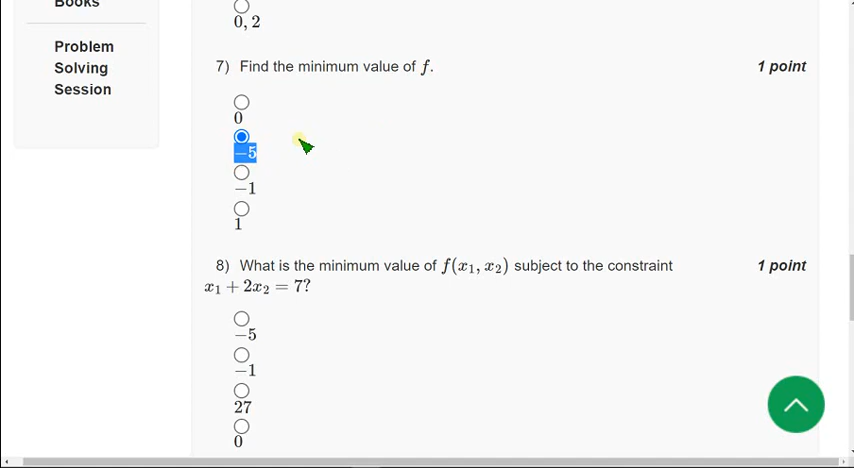 Books
0, 2
Problem
Solving
Session
7) Find the minimum value of f. 1 point
0
−5
−1
1
8) What is the minimum value of f(x₁, x₂) subject to the constraint 1 point
x₁ + 2x₂ = 7?
−5
−1
27
0